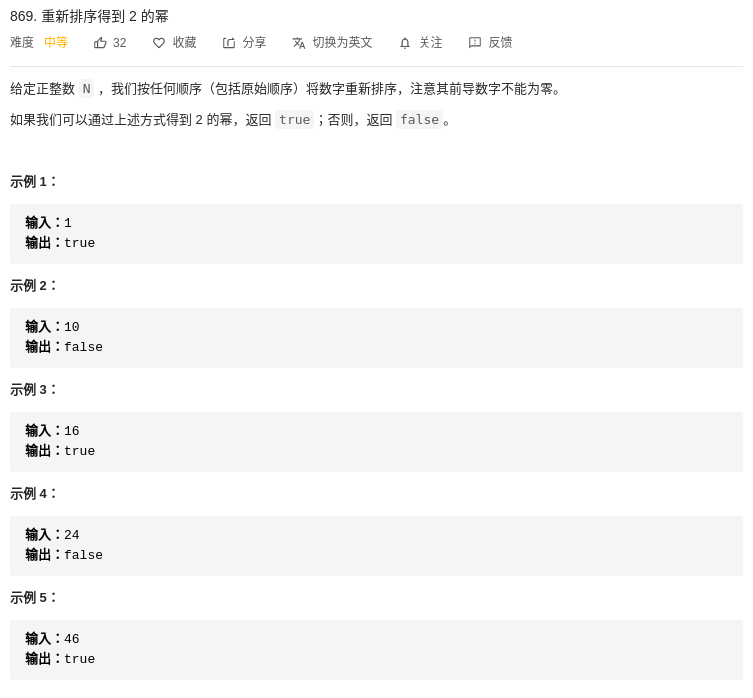 869. 重新排序得到 2 的幂
难度 中等 32 收藏 分享 切换为英文 关注 反馈
给定正整数 N ，我们按任何顺序（包括原始顺序）将数字重新排序，注意其前导数字不能为零。
如果我们可以通过上述方式得到 2 的幂，返回 true；否则，返回 false。
示例 1：
输入：1
输出：true
示例 2：
输入：10
输出：false
示例 3：
输入：16
输出：true
示例 4：
输入：24
输出：false
示例 5：
输入：46
输出：true